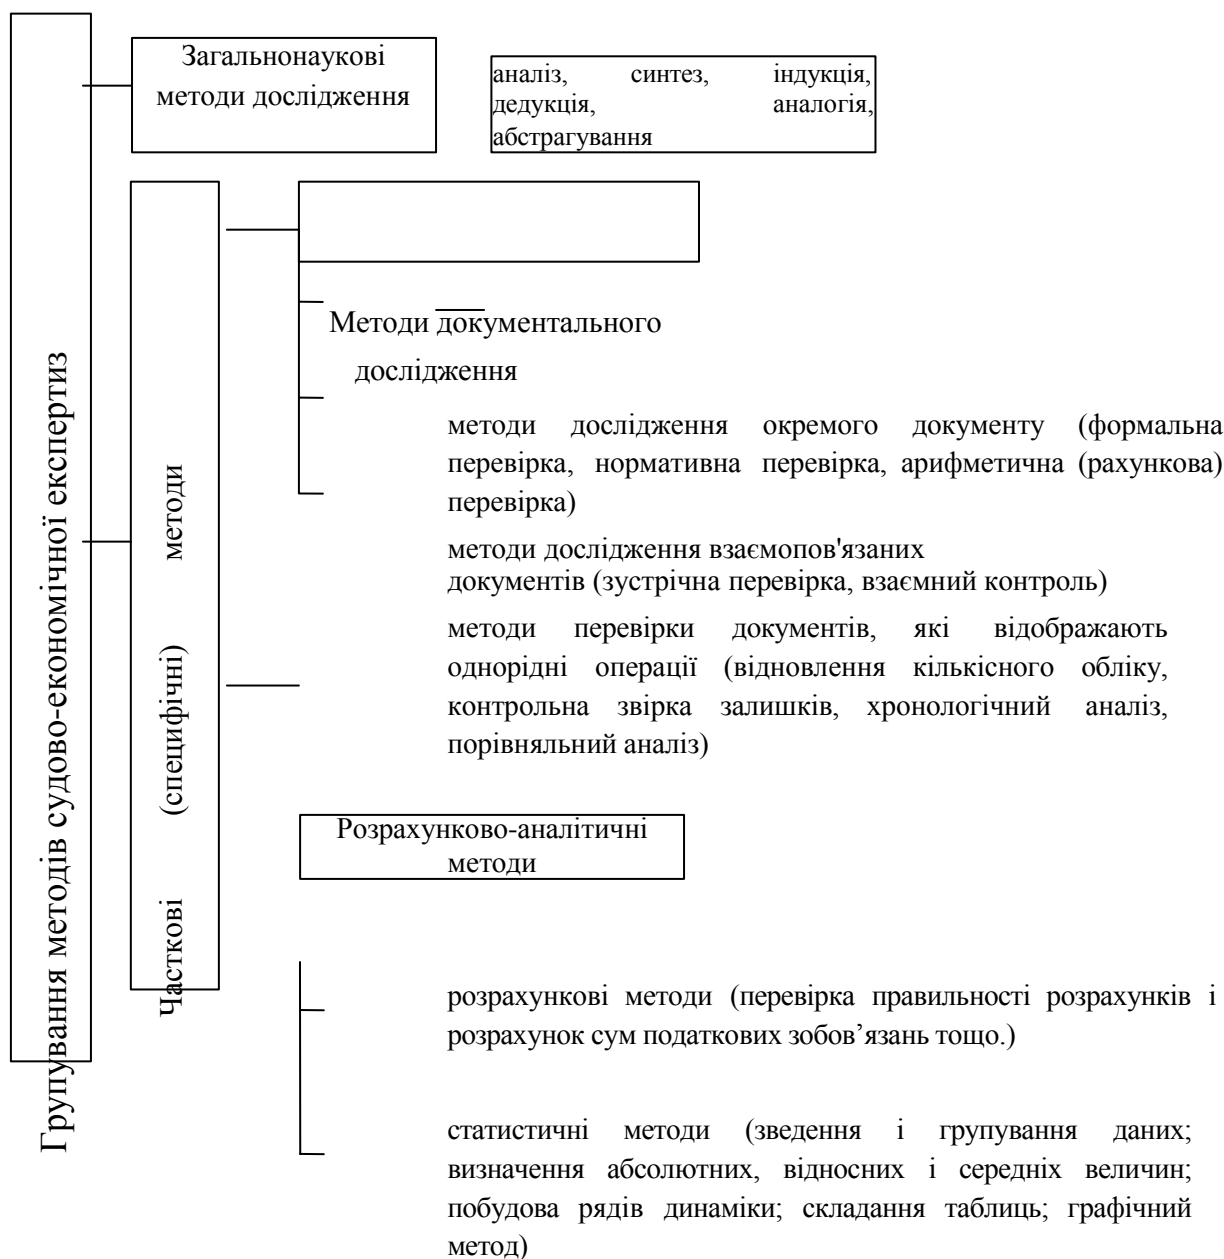 Групування методів судово-економічної експертиз
Загальнонаукові
методи дослідження
аналіз, синтез, індукція,
дедукція, аналогія,
абстрагування
Часткові (специфічні) методи
Методи документального
дослідження
методи дослідження окремого документу (формальна
перевірка, нормативна перевірка, арифметична (рахункова)
перевірка)
методи дослідження взаємопов'язаних
документів (зустрічна перевірка, взаємний контроль)
методи перевірки документів, які відображають
однорідні операції (відновлення кількісного обліку,
контрольна звірка залишків, хронологічний аналіз,
порівняльний аналіз)
Розрахунково-аналітичні
методи
розрахункові методи (перевірка правильності розрахунків і
розрахунок сум податкових зобов’язань тощо.)
статистичні методи (зведення і групування даних;
визначення абсолютних, відносних і середніх величин;
побудова рядів динаміки; складання таблиць; графічний
метод)